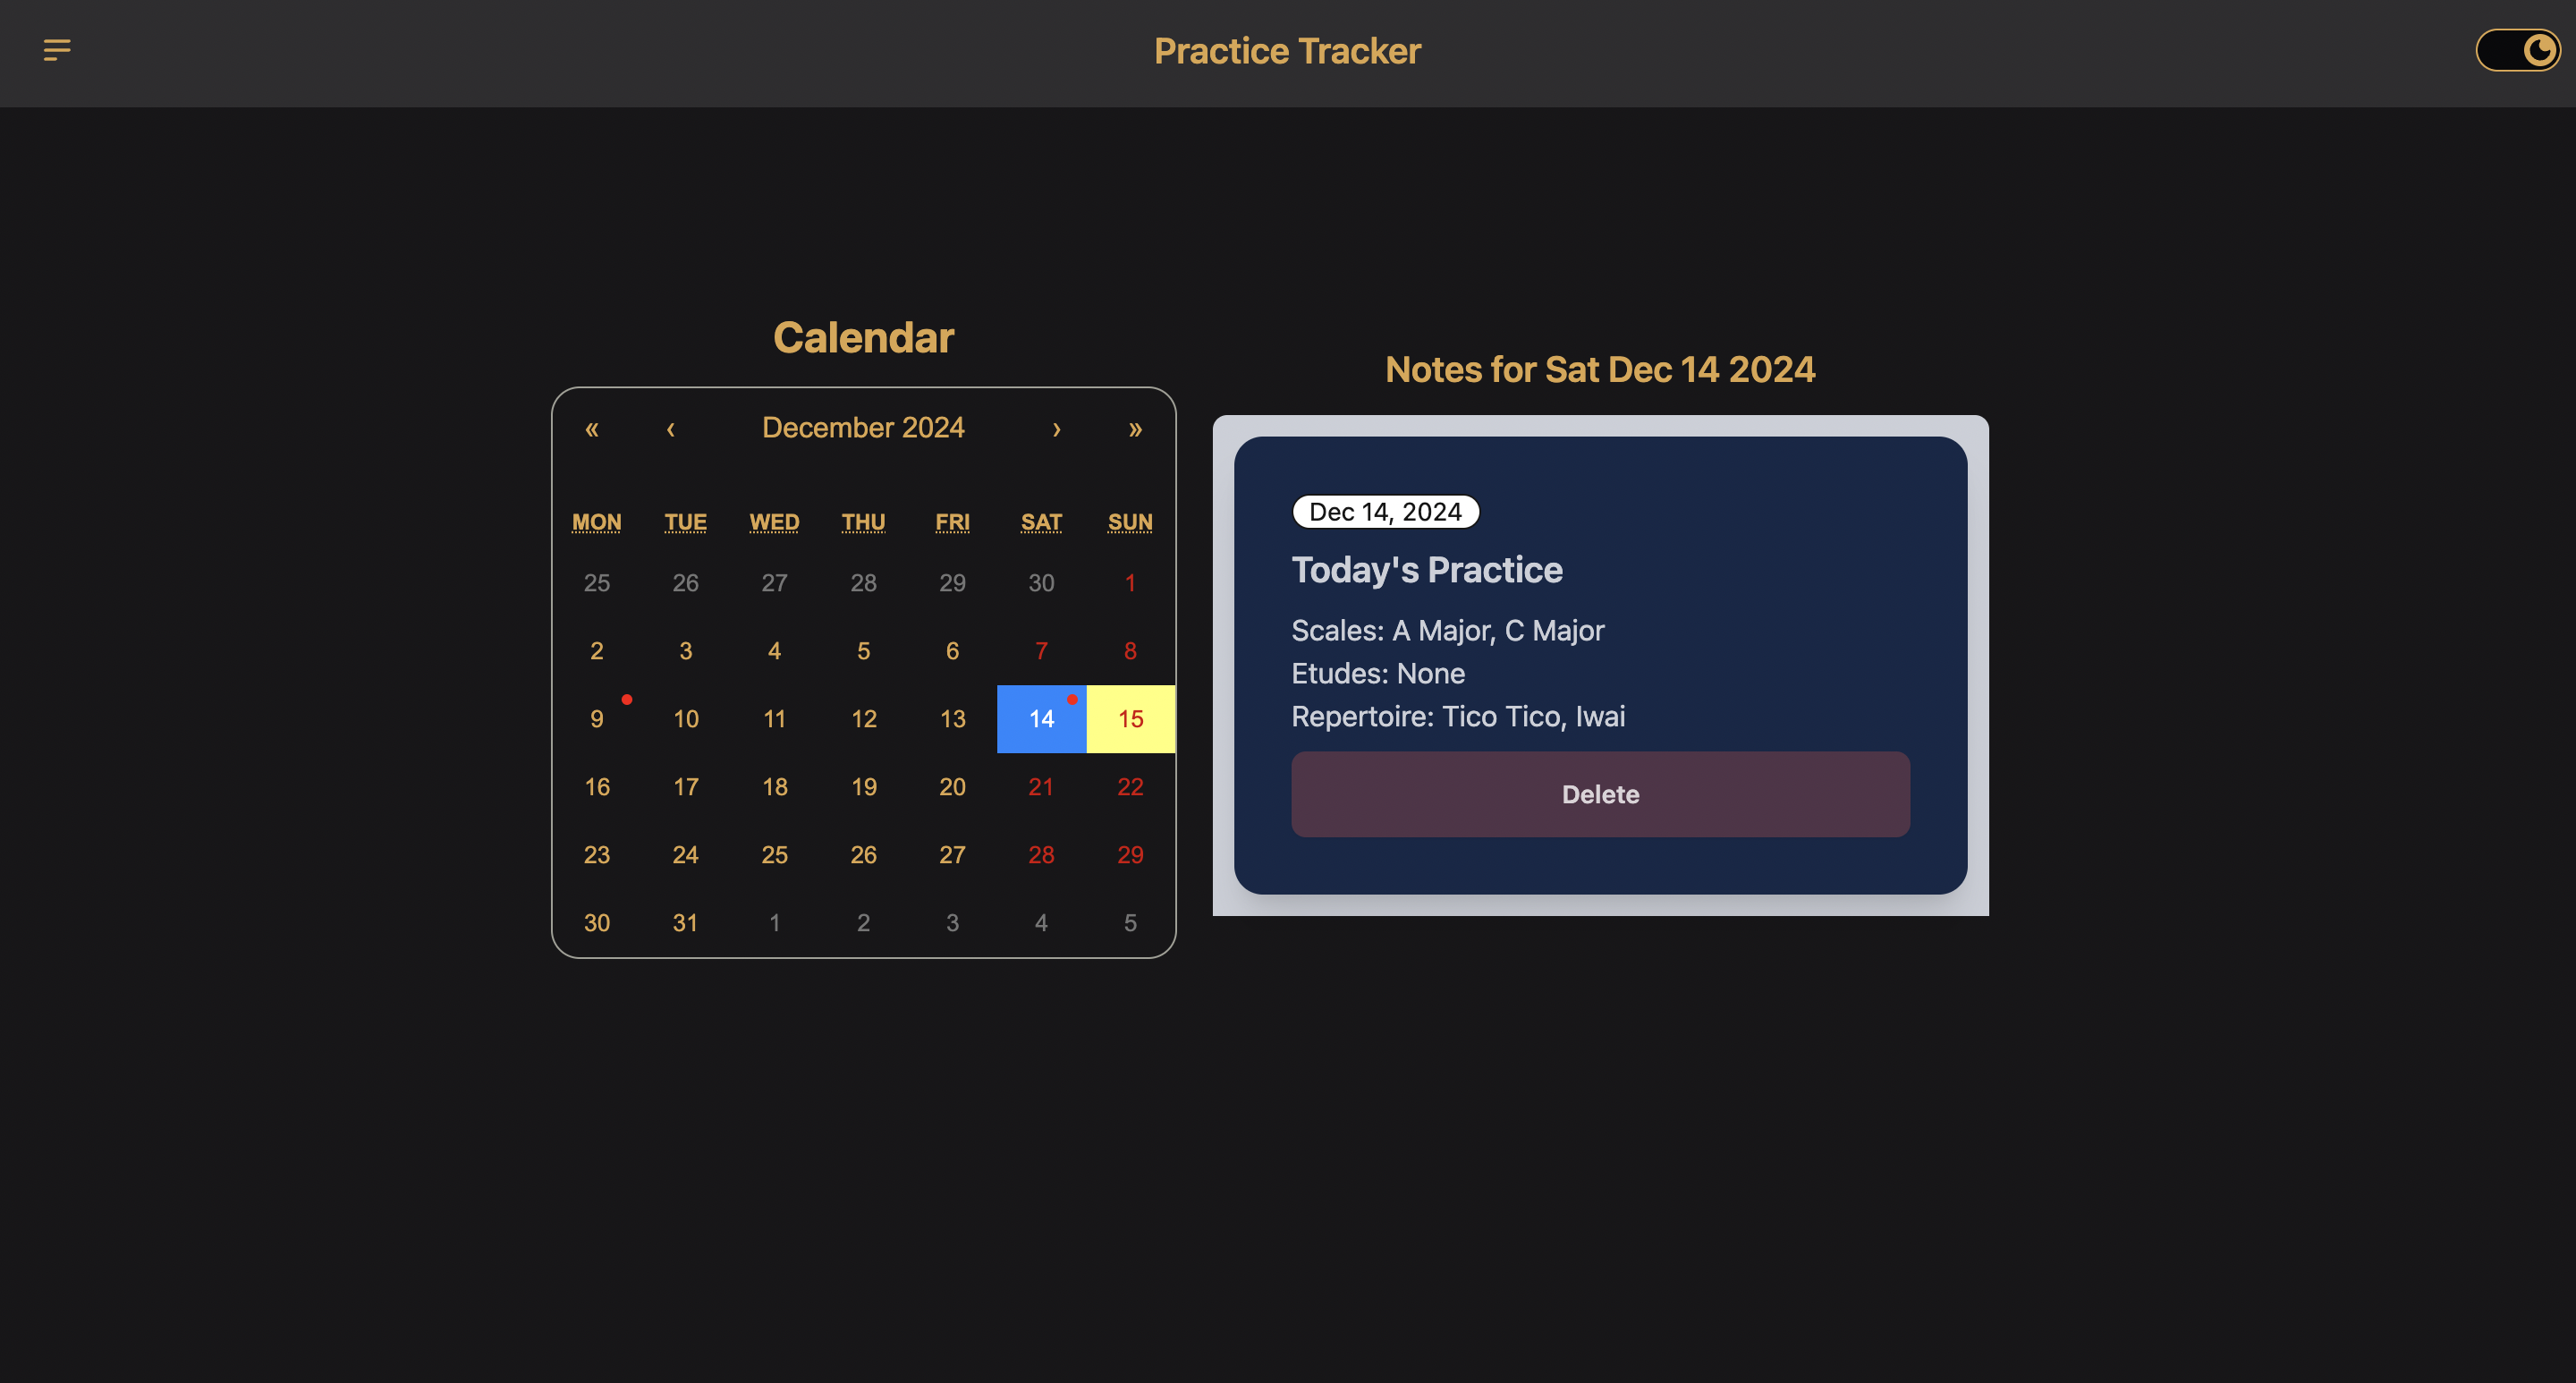 Practice Tracker
Calendar
« ‹ December 2024 › »
MON TUE WED THU FRI SAT SUN
25 26 27 28 29 30 1
2 3 4 5 6 7 8
9 10 11 12 13 14 15
16 17 18 19 20 21 22
23 24 25 26 27 28 29
30 31 1 2 3 4 5
Notes for Sat Dec 14 2024
Dec 14, 2024
Today's Practice
Scales: A Major, C Major
Etudes: None
Repertoire: Tico Tico, Iwai
Delete